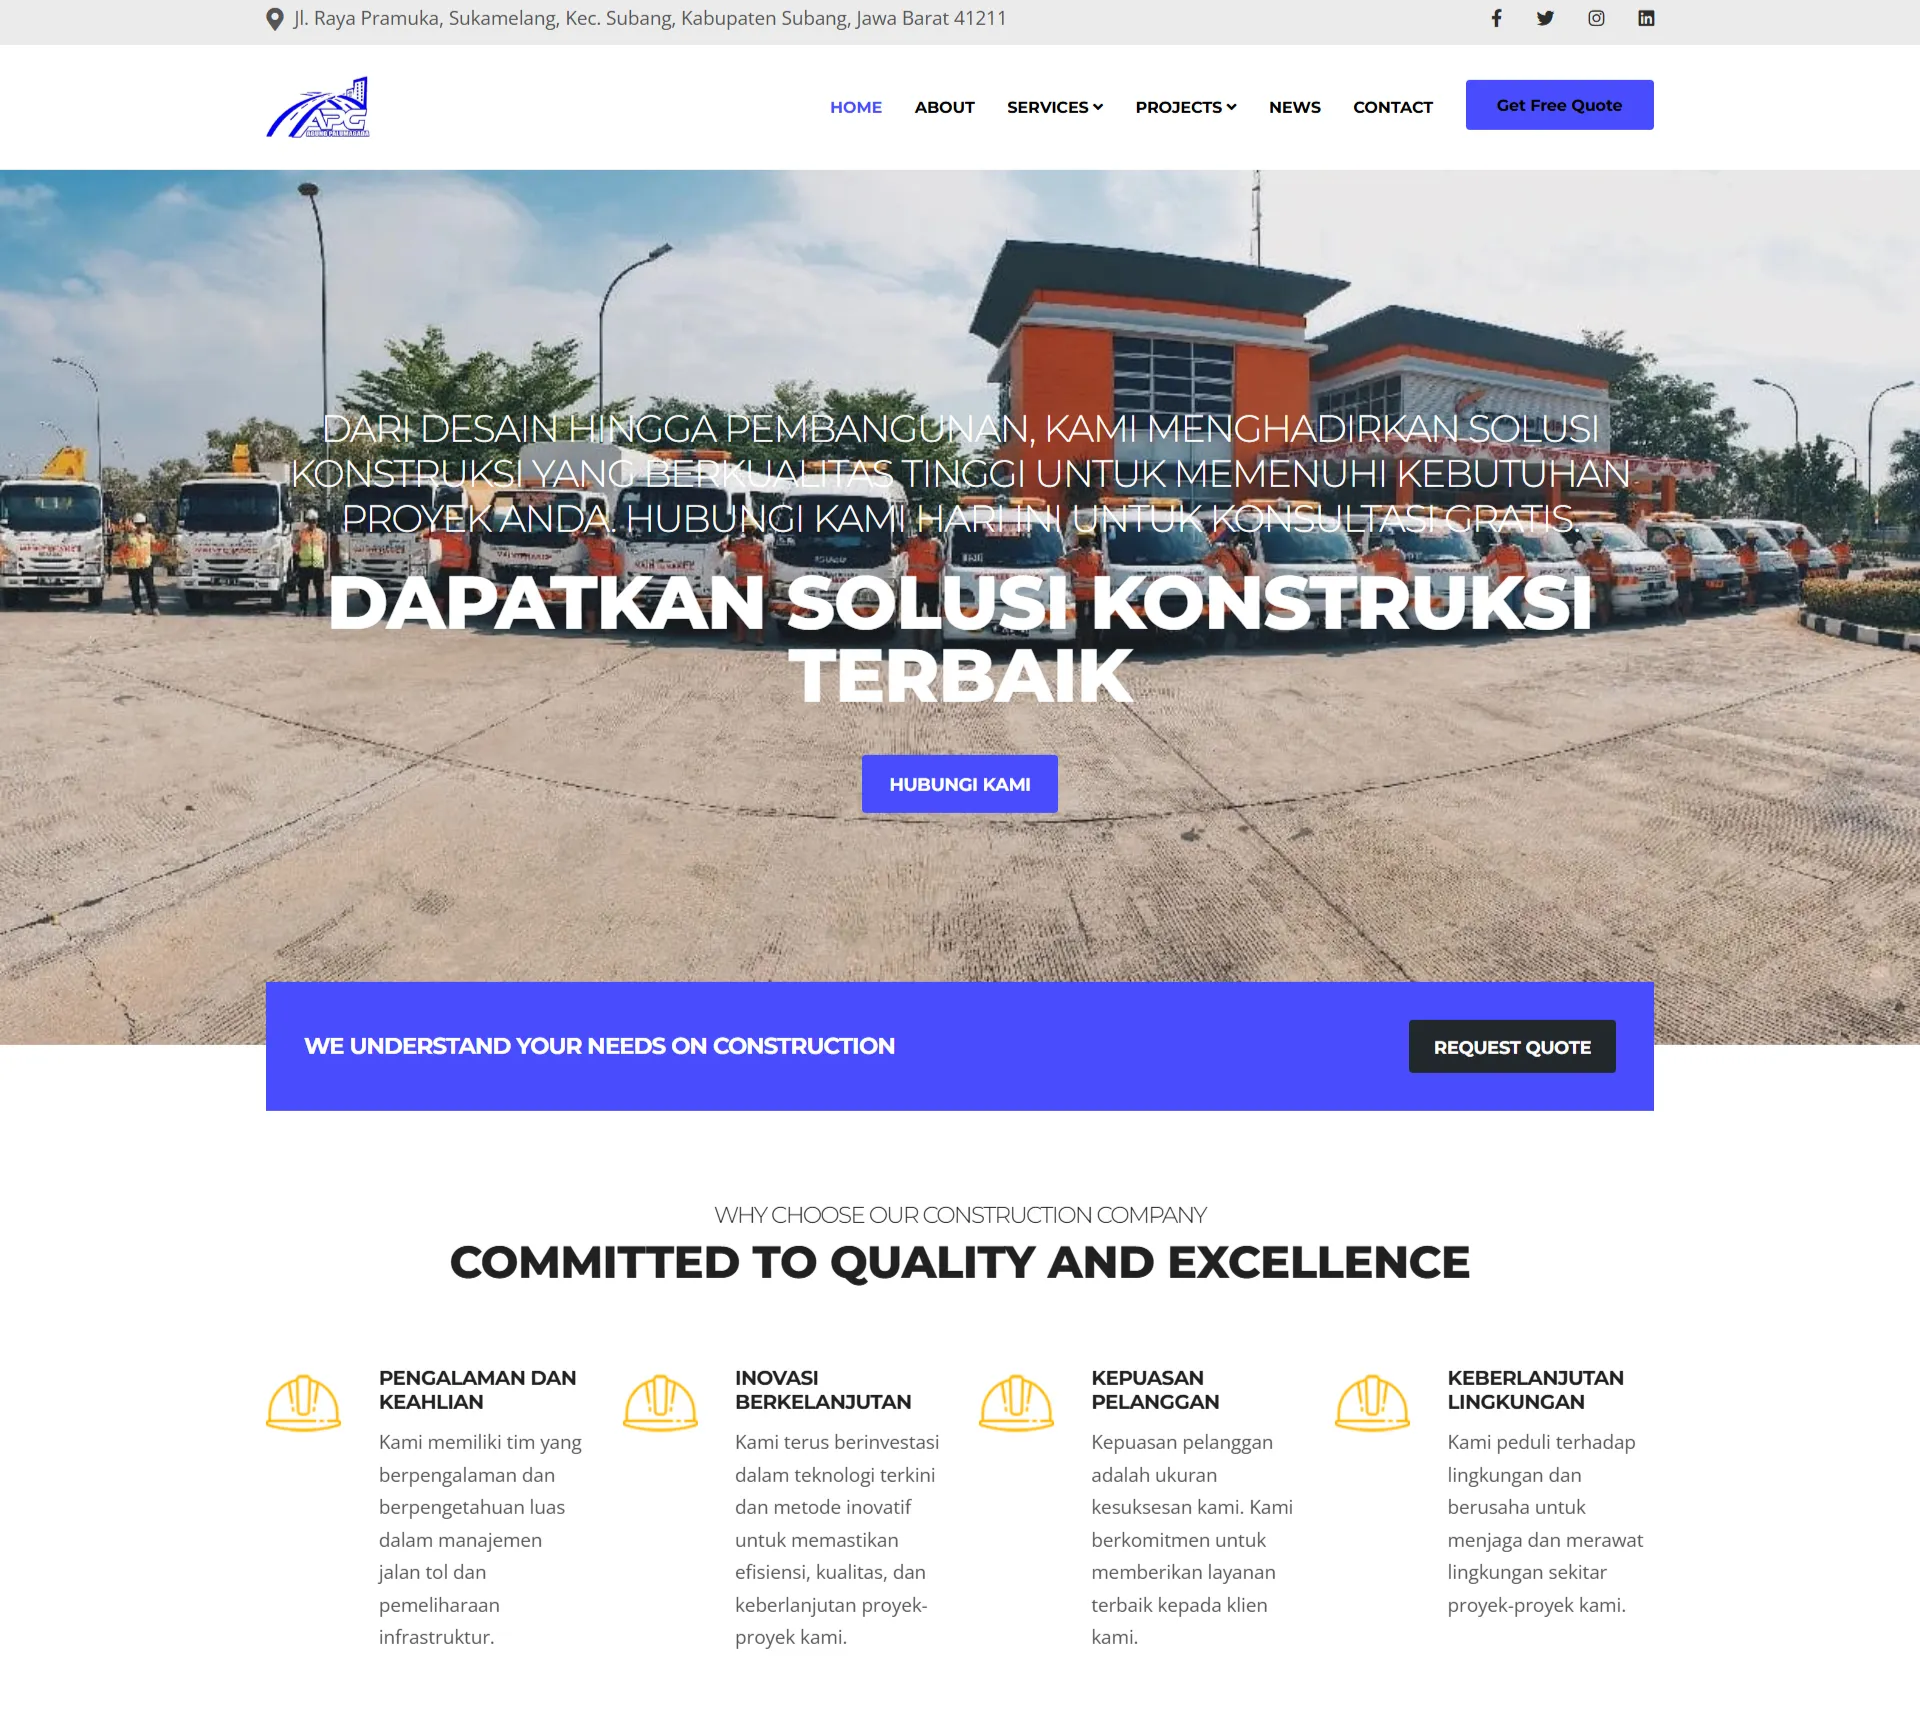 Jl. Raya Pramuka, Sukamelang, Kec. Subang, Kabupaten Subang, Jawa Barat 41211
APG
AGUNG PALUMAGADA
HOME
ABOUT
SERVICES
PROJECTS
NEWS
CONTACT
Get Free Quote
DARI DESAIN HINGGA PEMBANGUNAN, KAMI MENGHADIRKAN SOLUSI
KONSTRUKSI YANG BERKUALITAS TINGGI UNTUK MEMENUHI KEBUTUHAN
PROYEK ANDA. HUBUNGI KAMI HARI INI UNTUK KONSULTASI GRATIS.
DAPATKAN SOLUSI KONSTRUKSI
TERBAIK
HUBUNGI KAMI
WE UNDERSTAND YOUR NEEDS ON CONSTRUCTION
REQUEST QUOTE
WHY CHOOSE OUR CONSTRUCTION COMPANY
COMMITTED TO QUALITY AND EXCELLENCE
PENGALAMAN DAN
KEAHLIAN
Kami memiliki tim yang
berpengalaman dan
berpengetahuan luas
dalam manajemen
jalan tol dan
pemeliharaan
infrastruktur.
INOVASI
BERKELANJUTAN
Kami terus berinvestasi
dalam teknologi terkini
dan metode inovatif
untuk memastikan
efisiensi, kualitas, dan
keberlanjutan proyek-
proyek kami.
KEPUASAN
PELANGGAN
Kepuasan pelanggan
adalah ukuran
kesuksesan kami. Kami
berkomitmen untuk
memberikan layanan
terbaik kepada klien
kami.
KEBERLANJUTAN
LINGKUNGAN
Kami peduli terhadap
lingkungan dan
berusaha untuk
menjaga dan merawat
lingkungan sekitar
proyek-proyek kami.